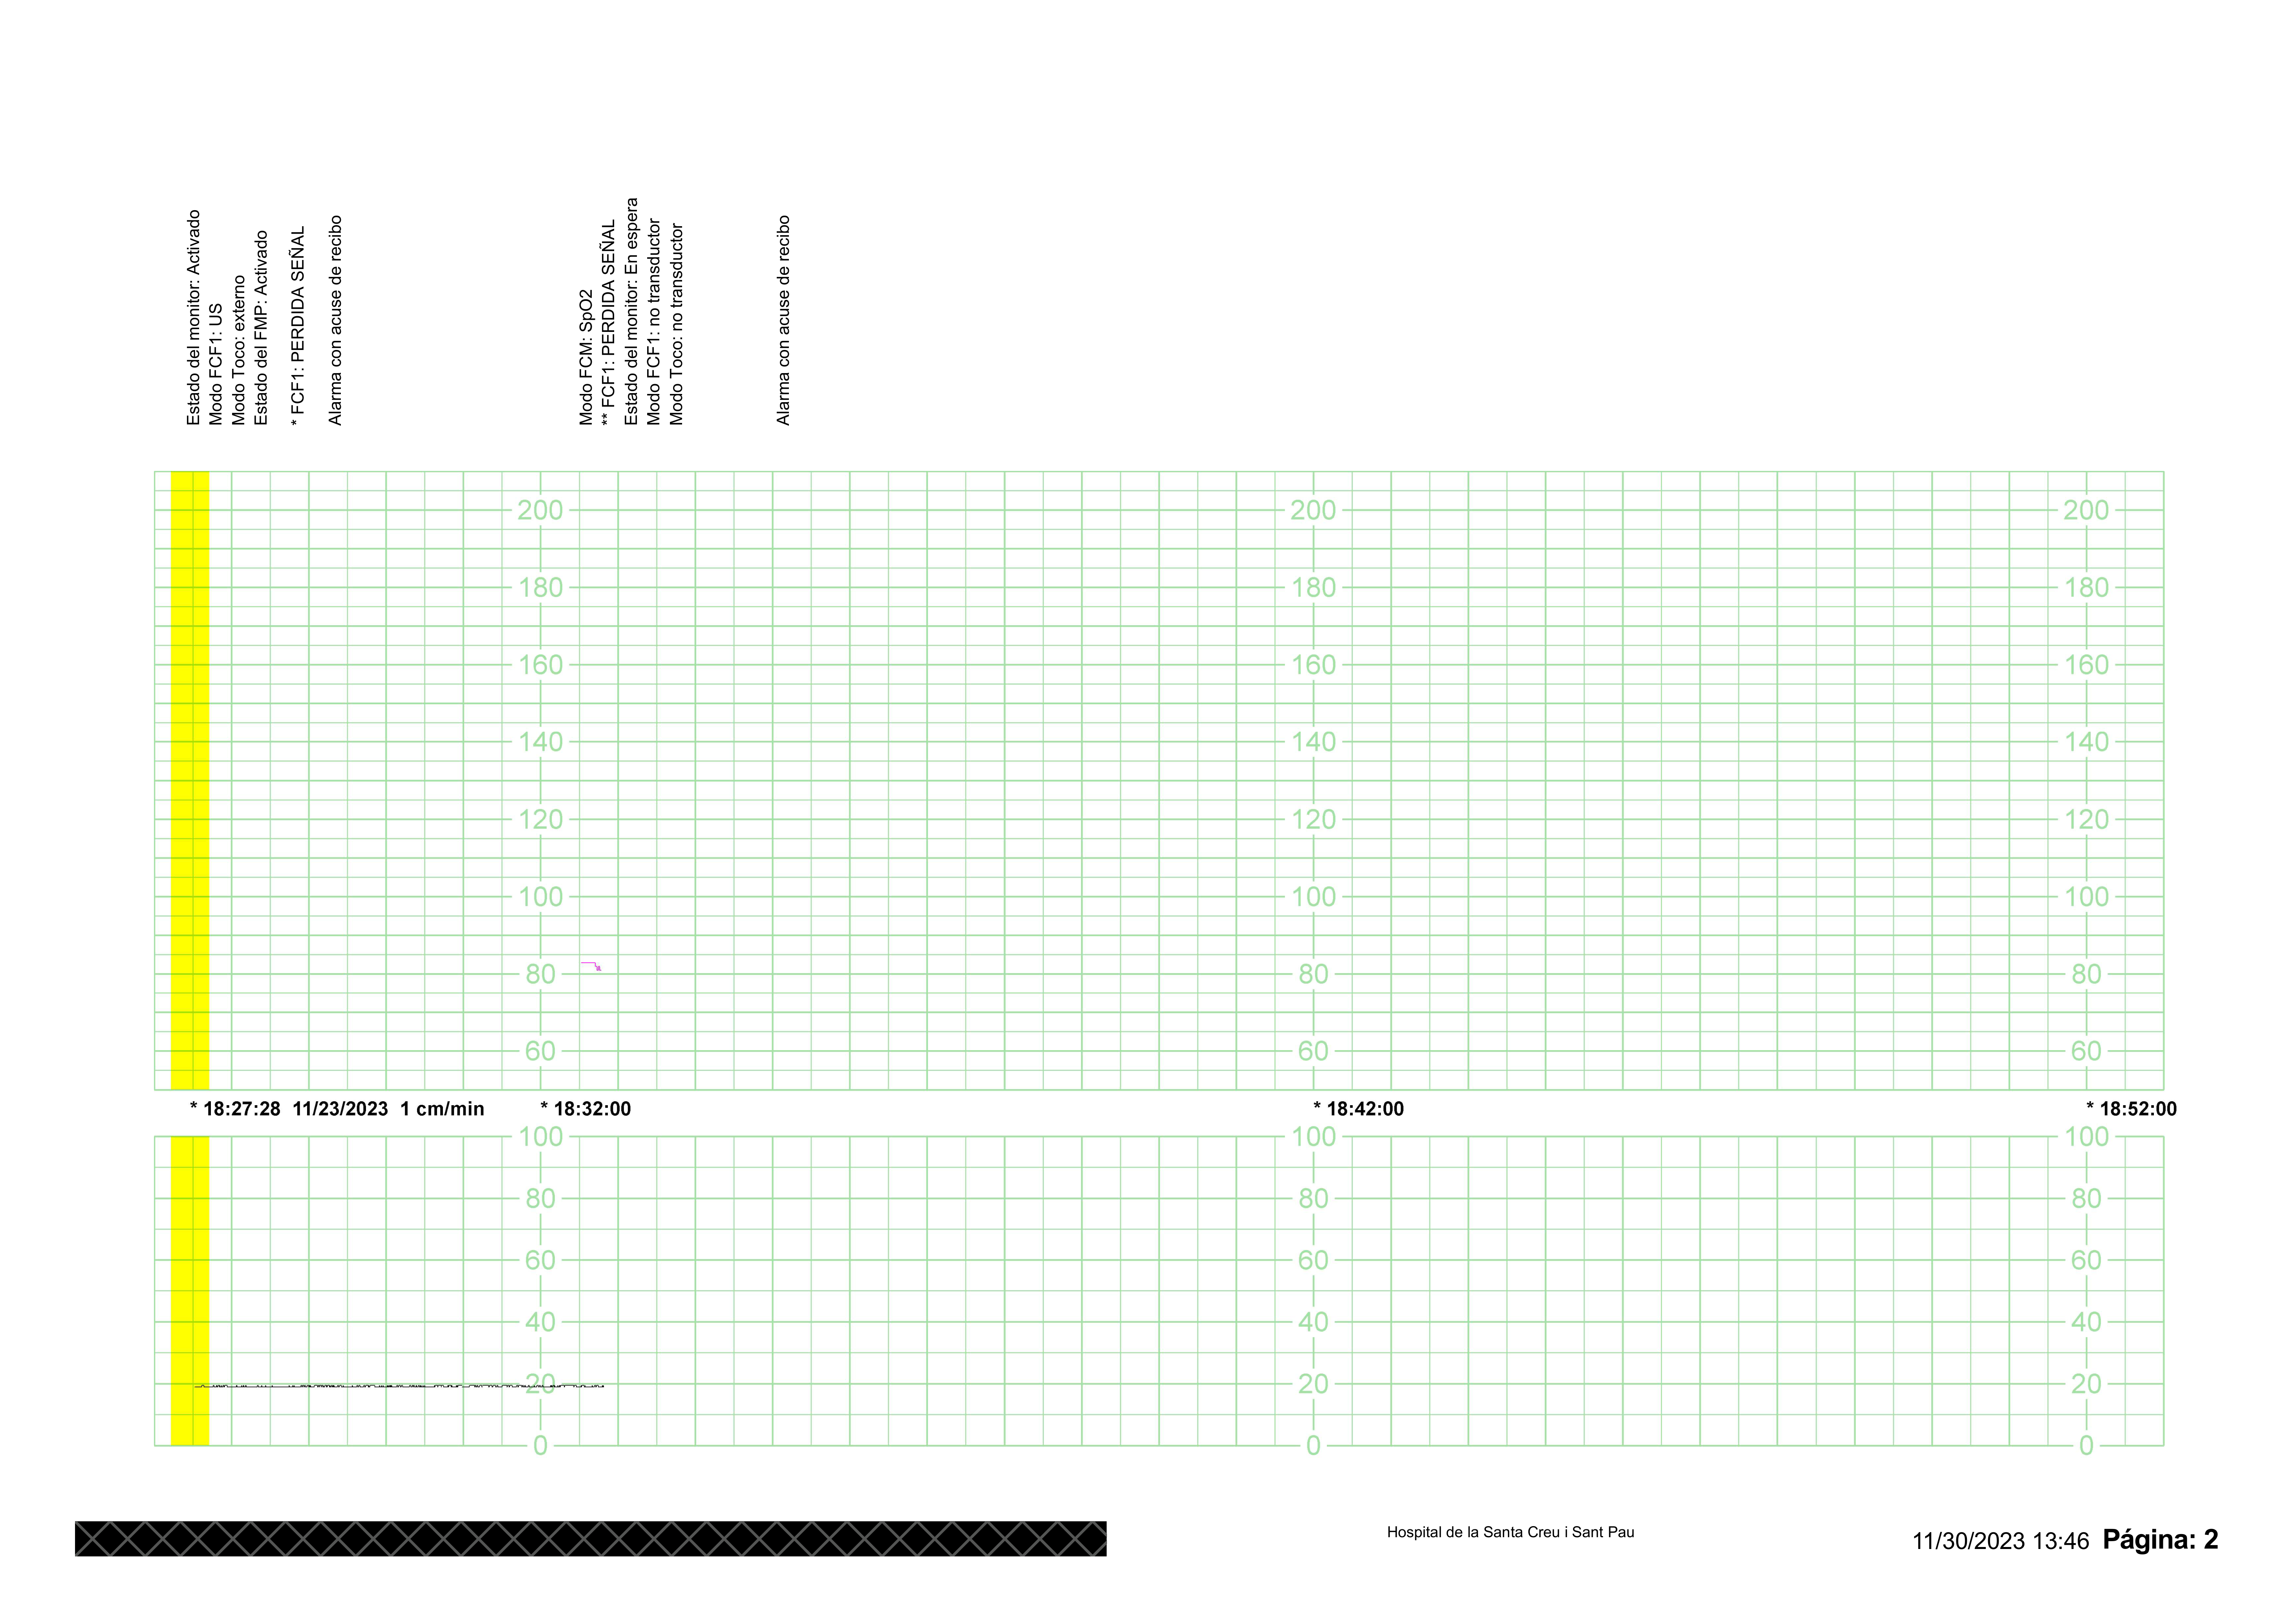 Estado del monitor: Activado
Modo FCF1: US
Modo Toco: externo
Estado del FMP: Activado
* FCF1: PERDIDA SEÑAL
Alarma con acuse de recibo
Modo FCM: SpO2
** FCF1: PERDIDA SEÑAL
Estado del monitor: En espera
Modo FCF1: no transductor
Modo Toco: no transductor
Alarma con acuse de recibo
200 200 200
180 180 180
160 160 160
140 140 140
120 120 120
100 100 100
80 80 80
60 60 60
* 18:27:28 11/23/2023 1 cm/min * 18:32:00 * 18:42:00 * 18:52:00
100 100 100
80 80 80
60 60 60
40 40 40
20 20 20
0 0 0
Hospital de la Santa Creu i Sant Pau
11/30/2023 13:46 Página: 2